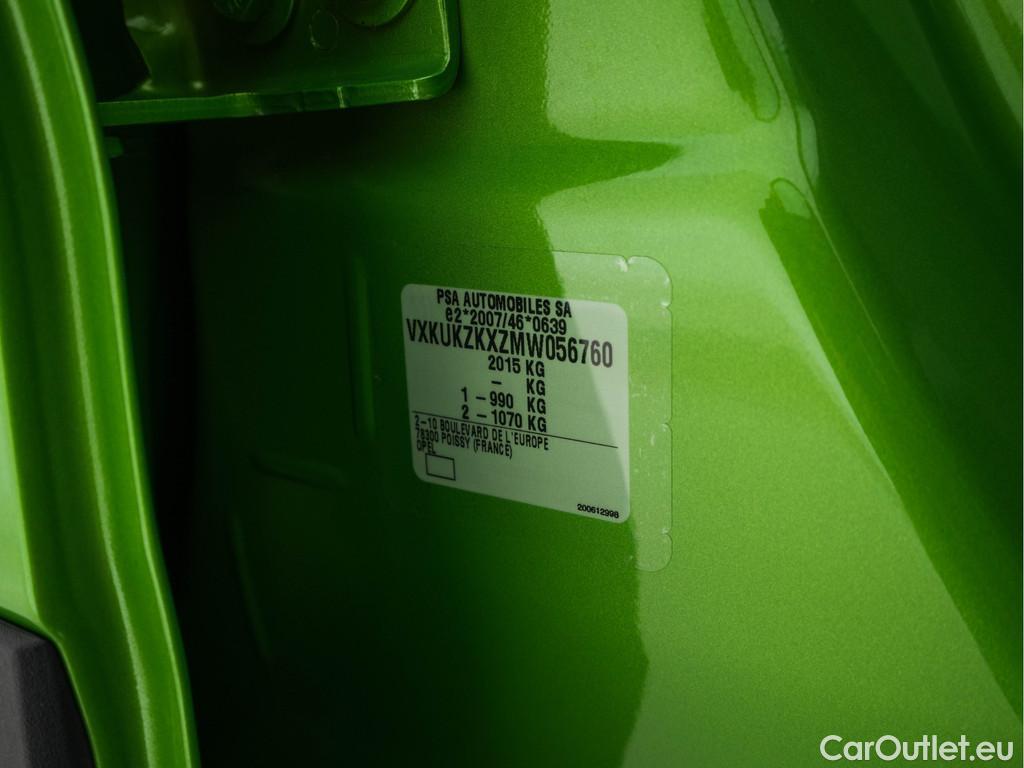 PSA AUTOMOBILES SA
e2*2007/46*0639
VXKUKZKXZMW056760
2015 KG
– KG
1 – 990 KG
2 – 1070 KG
2–10 BOULEVARD DE L'EUROPE
78300 POISSY (FRANCE)
OPEL
200612998
CarOutlet.eu